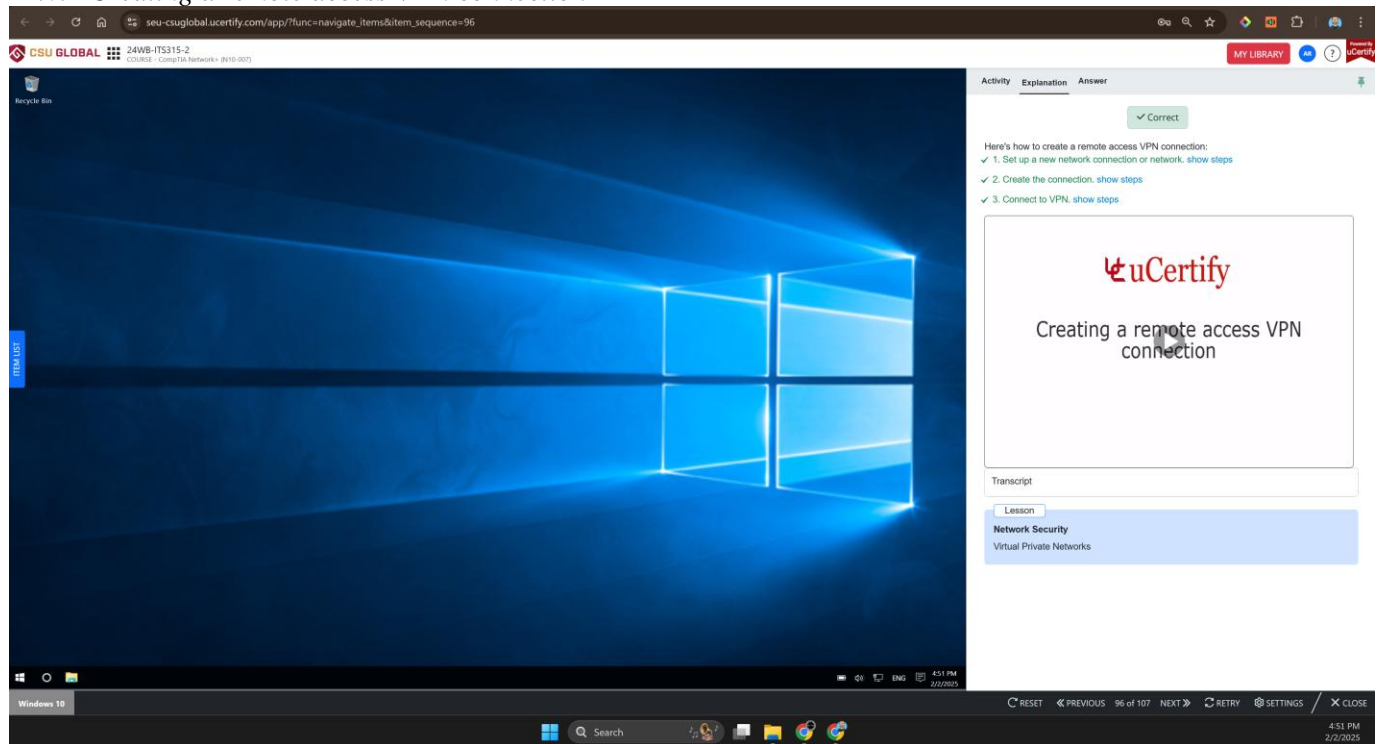 seu-csuglobal.ucertify.com/app/?func=navigate_items&item_sequence=96
CSU GLOBAL
24WB-ITS315-2
COURSE - CompTIA Network+ (N10-007)
MY LIBRARY
AR
?
Powered By
uCertify
Recycle Bin
ITEM LIST
Activity Explanation Answer
✓ Correct
Here's how to create a remote access VPN connection:
✓ 1. Set up a new network connection or network. show steps
✓ 2. Create the connection. show steps
✓ 3. Connect to VPN. show steps
uCertify
Creating a remote access VPN
connection
Transcript
Lesson
Network Security
Virtual Private Networks
ENG
4:51 PM
2/2/2025
Windows 10
RESET PREVIOUS 96 of 107 NEXT RETRY SETTINGS / CLOSE
Search
4:51 PM
2/2/2025